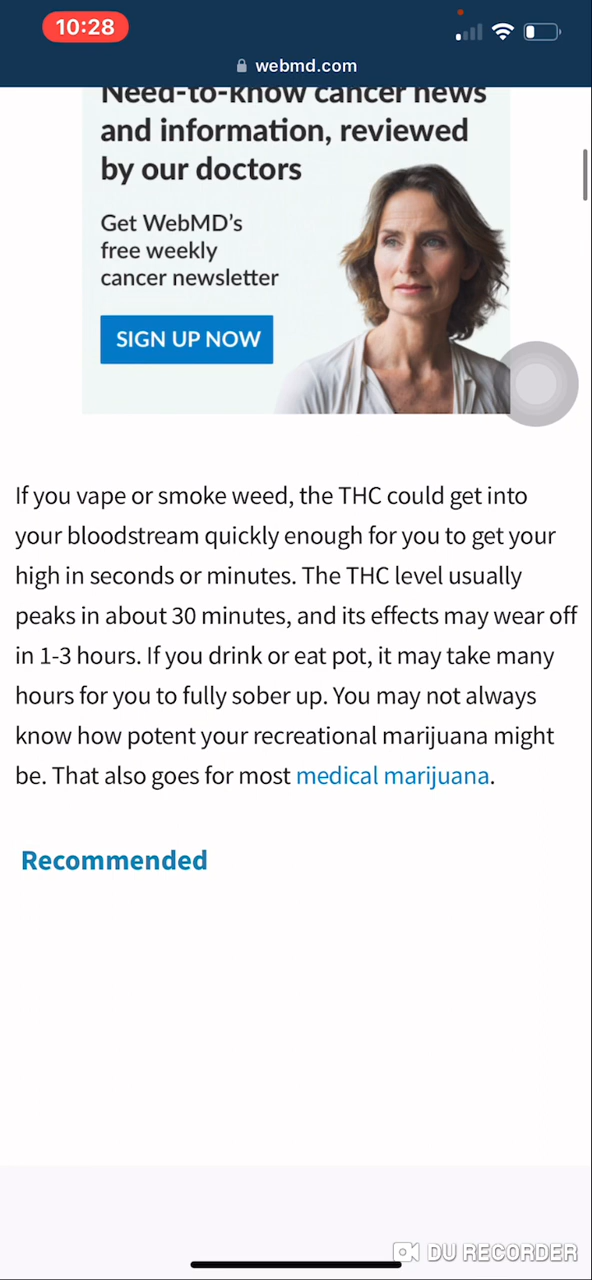 10:28
webmd.com
Need-to-know cancer news
and information, reviewed
by our doctors
Get WebMD's
free weekly
cancer newsletter
SIGN UP NOW
If you vape or smoke weed, the THC could get into
your bloodstream quickly enough for you to get your
high in seconds or minutes. The THC level usually
peaks in about 30 minutes, and its effects may wear off
in 1-3 hours. If you drink or eat pot, it may take many
hours for you to fully sober up. You may not always
know how potent your recreational marijuana might
be. That also goes for most medical marijuana.
Recommended
DU RECORDER